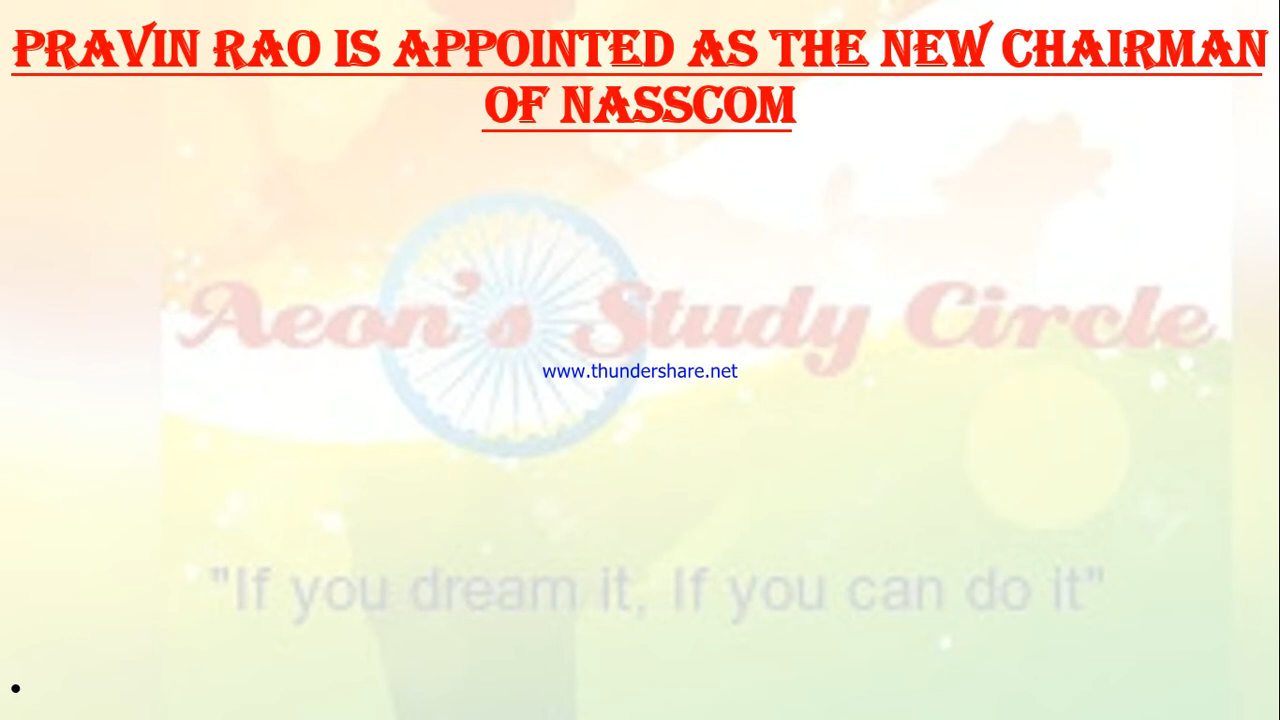 PRAVIN RAO IS APPOINTED AS THE NEW CHAIRMAN
OF NASSCOM
Aeon's Study Circle
www.thundershare.net
"If you dream it, If you can do it"